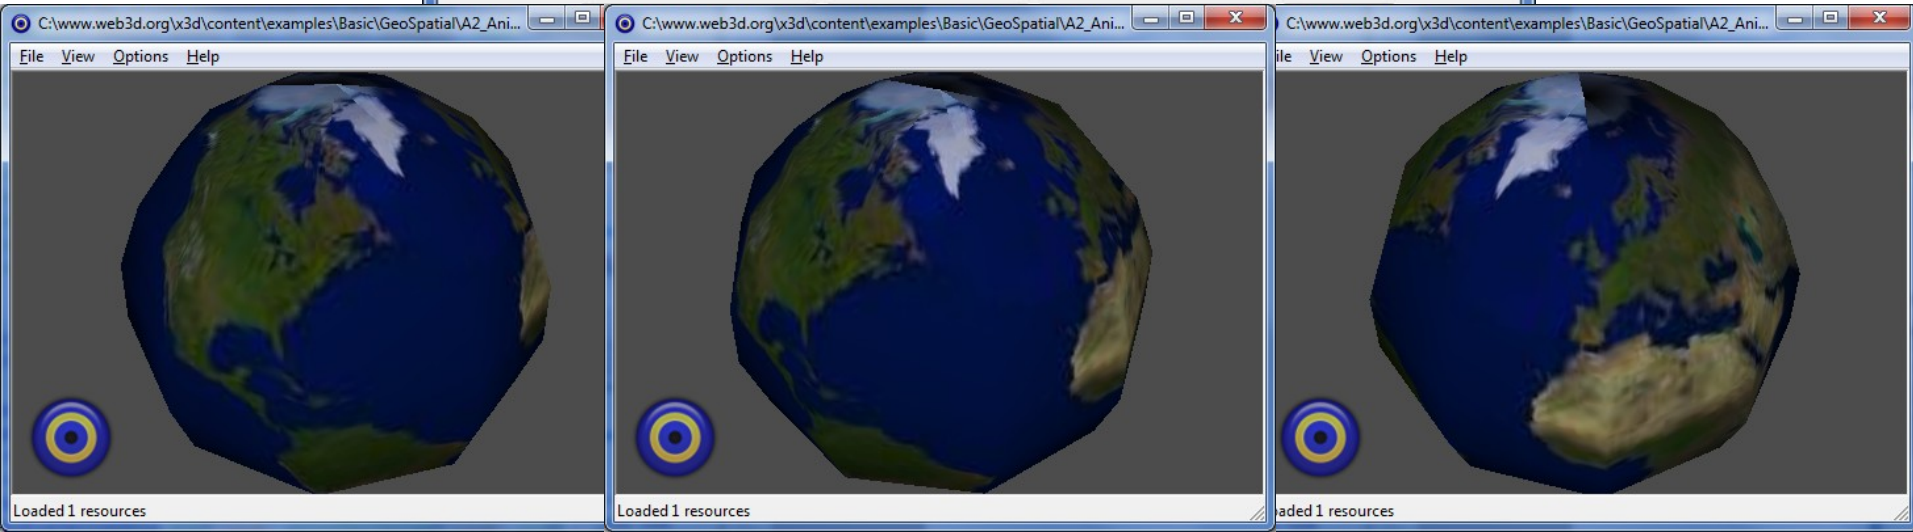 C:\www.web3d.org\x3d\content\examples\Basic\GeoSpatial\A2_Ani...
File View Options Help
Loaded 1 resources
C:\www.web3d.org\x3d\content\examples\Basic\GeoSpatial\A2_Ani...
File View Options Help
Loaded 1 resources
C:\www.web3d.org\x3d\content\examples\Basic\GeoSpatial\A2_Ani...
ile View Options Help
aded 1 resources